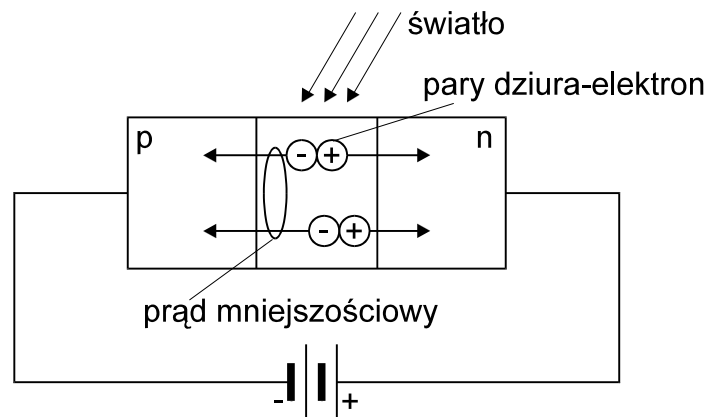 światło
pary dziura-elektron
p
n
- +
- +
prąd mniejszościowy
- +